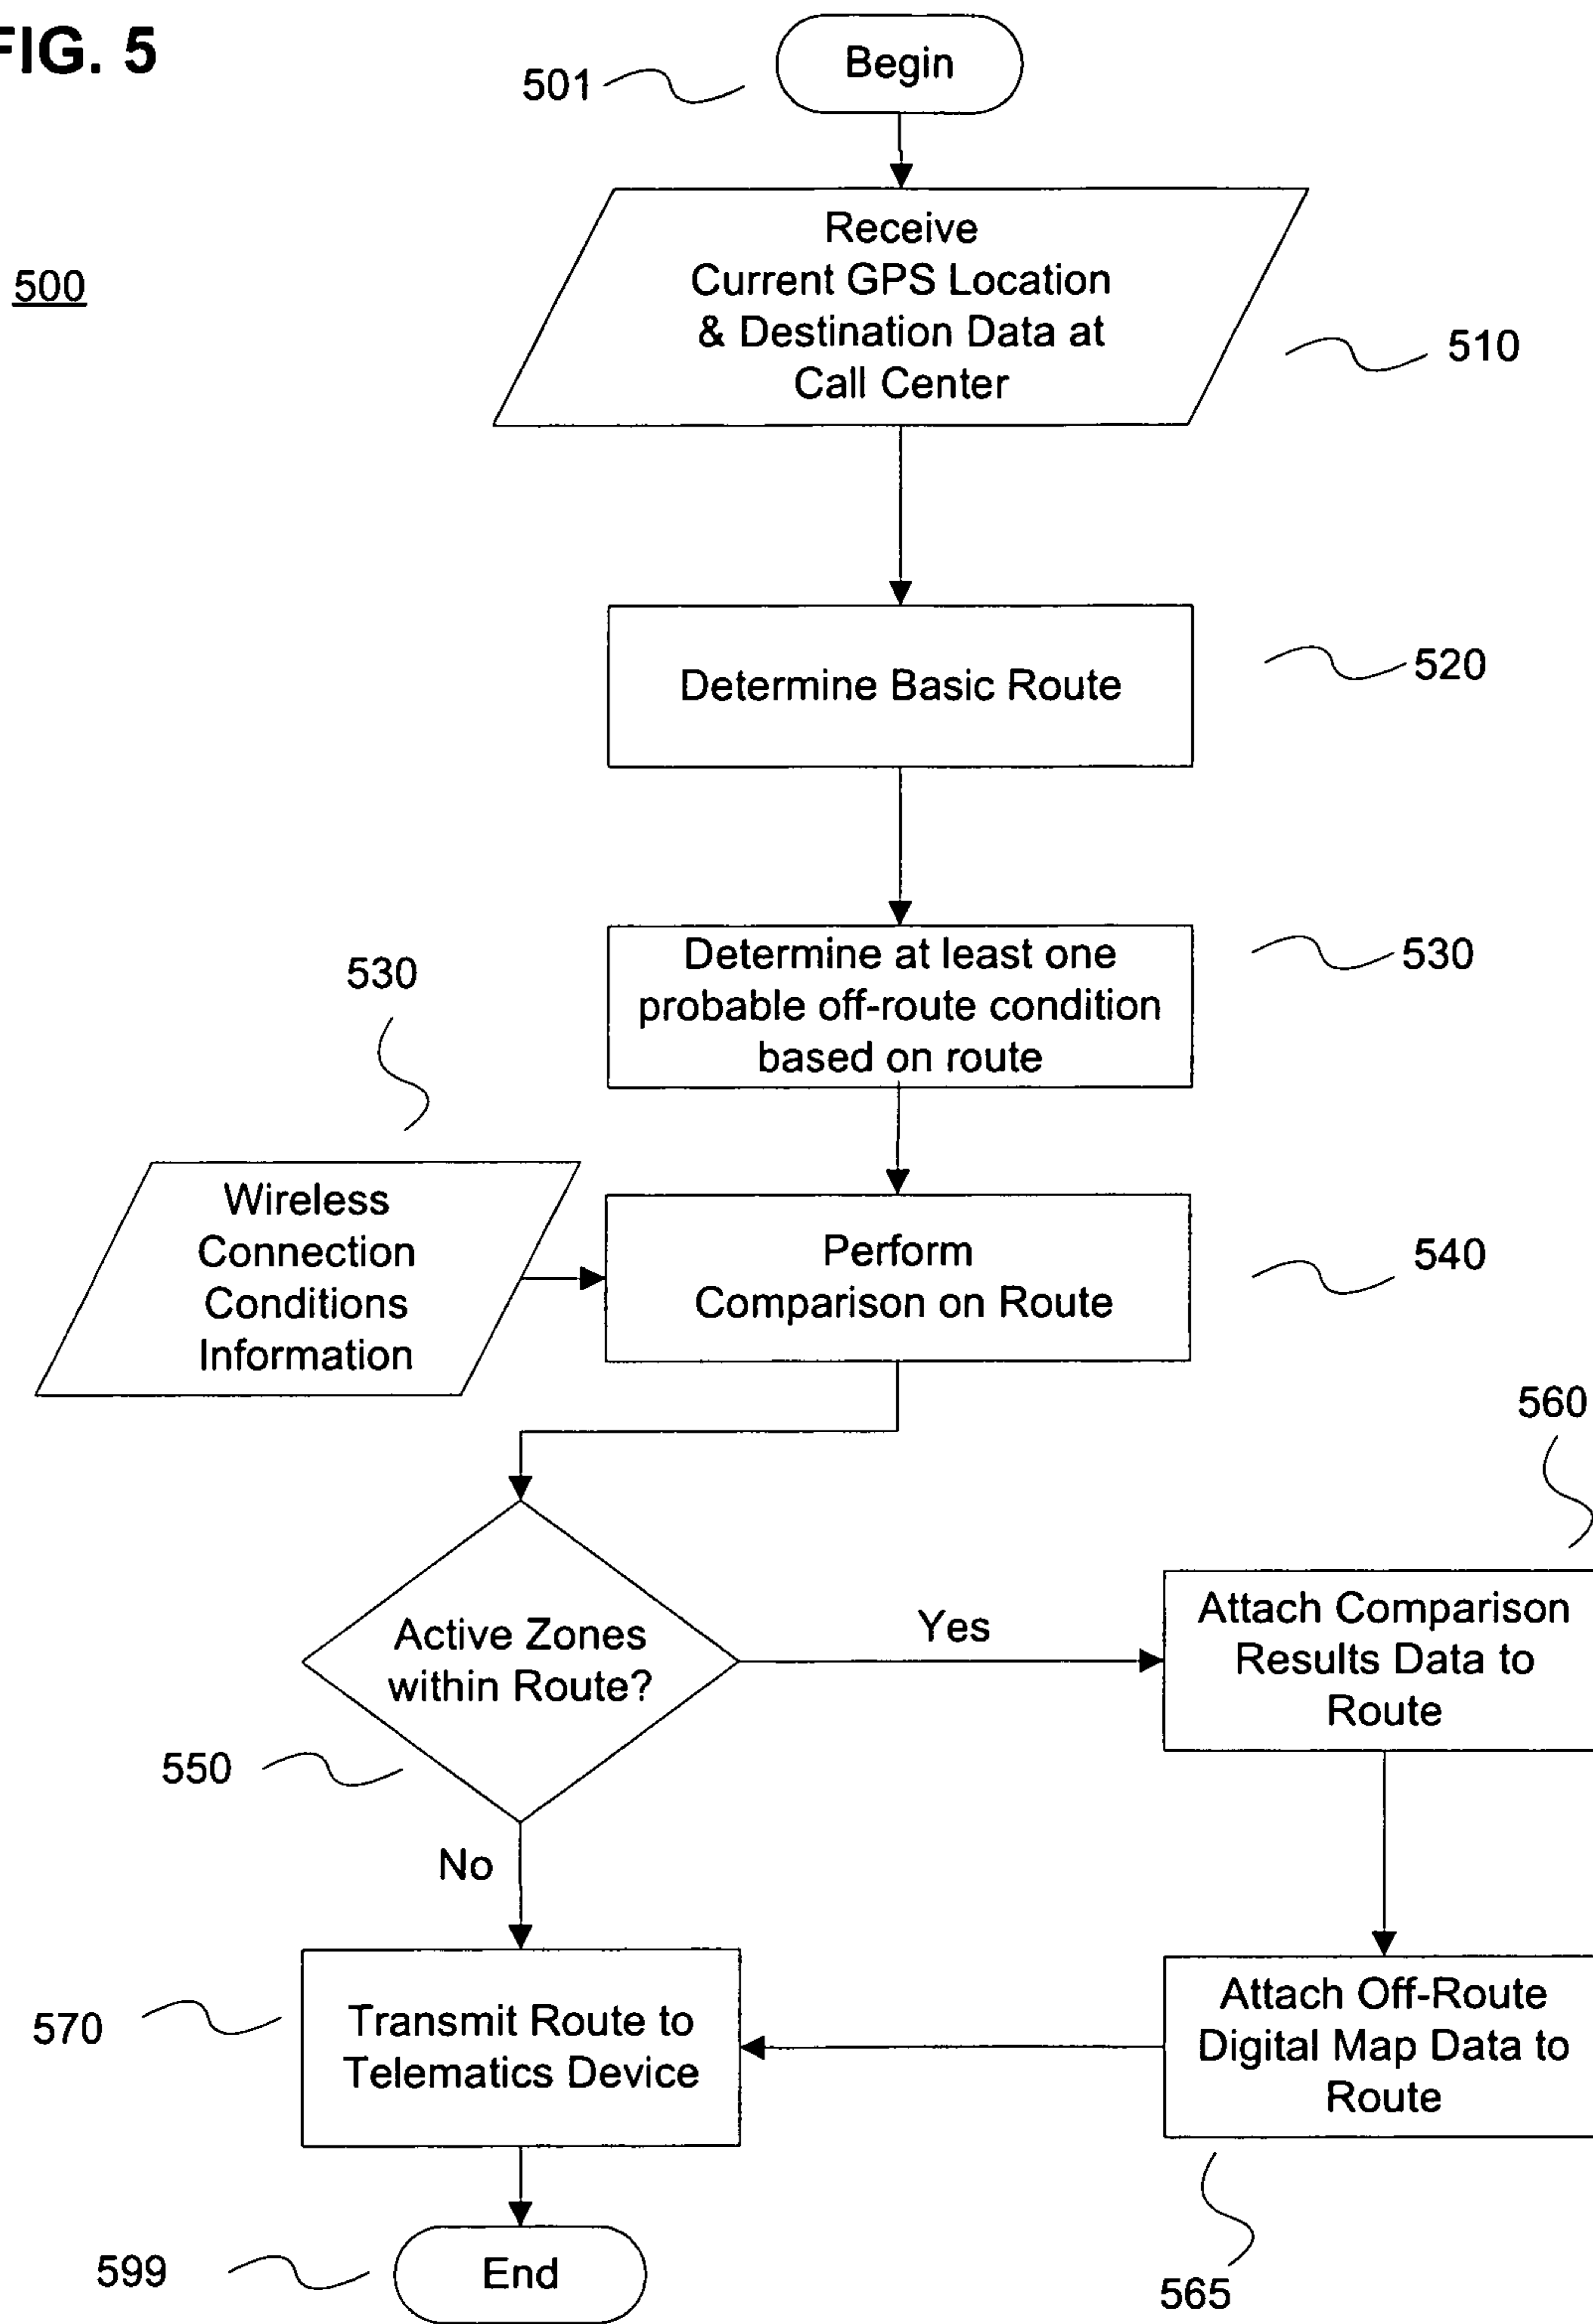 FIG. 5
501
Begin
500
Receive
Current GPS Location
& Destination Data at
Call Center
510
Determine Basic Route
520
Determine at least one
probable off-route condition
based on route
530
530
Wireless
Connection
Conditions
Information
Perform
Comparison on Route
540
560
Active Zones
within Route?
Yes
Attach Comparison
Results Data to
Route
550
No
570
Transmit Route to
Telematics Device
Attach Off-Route
Digital Map Data to
Route
599
End
565